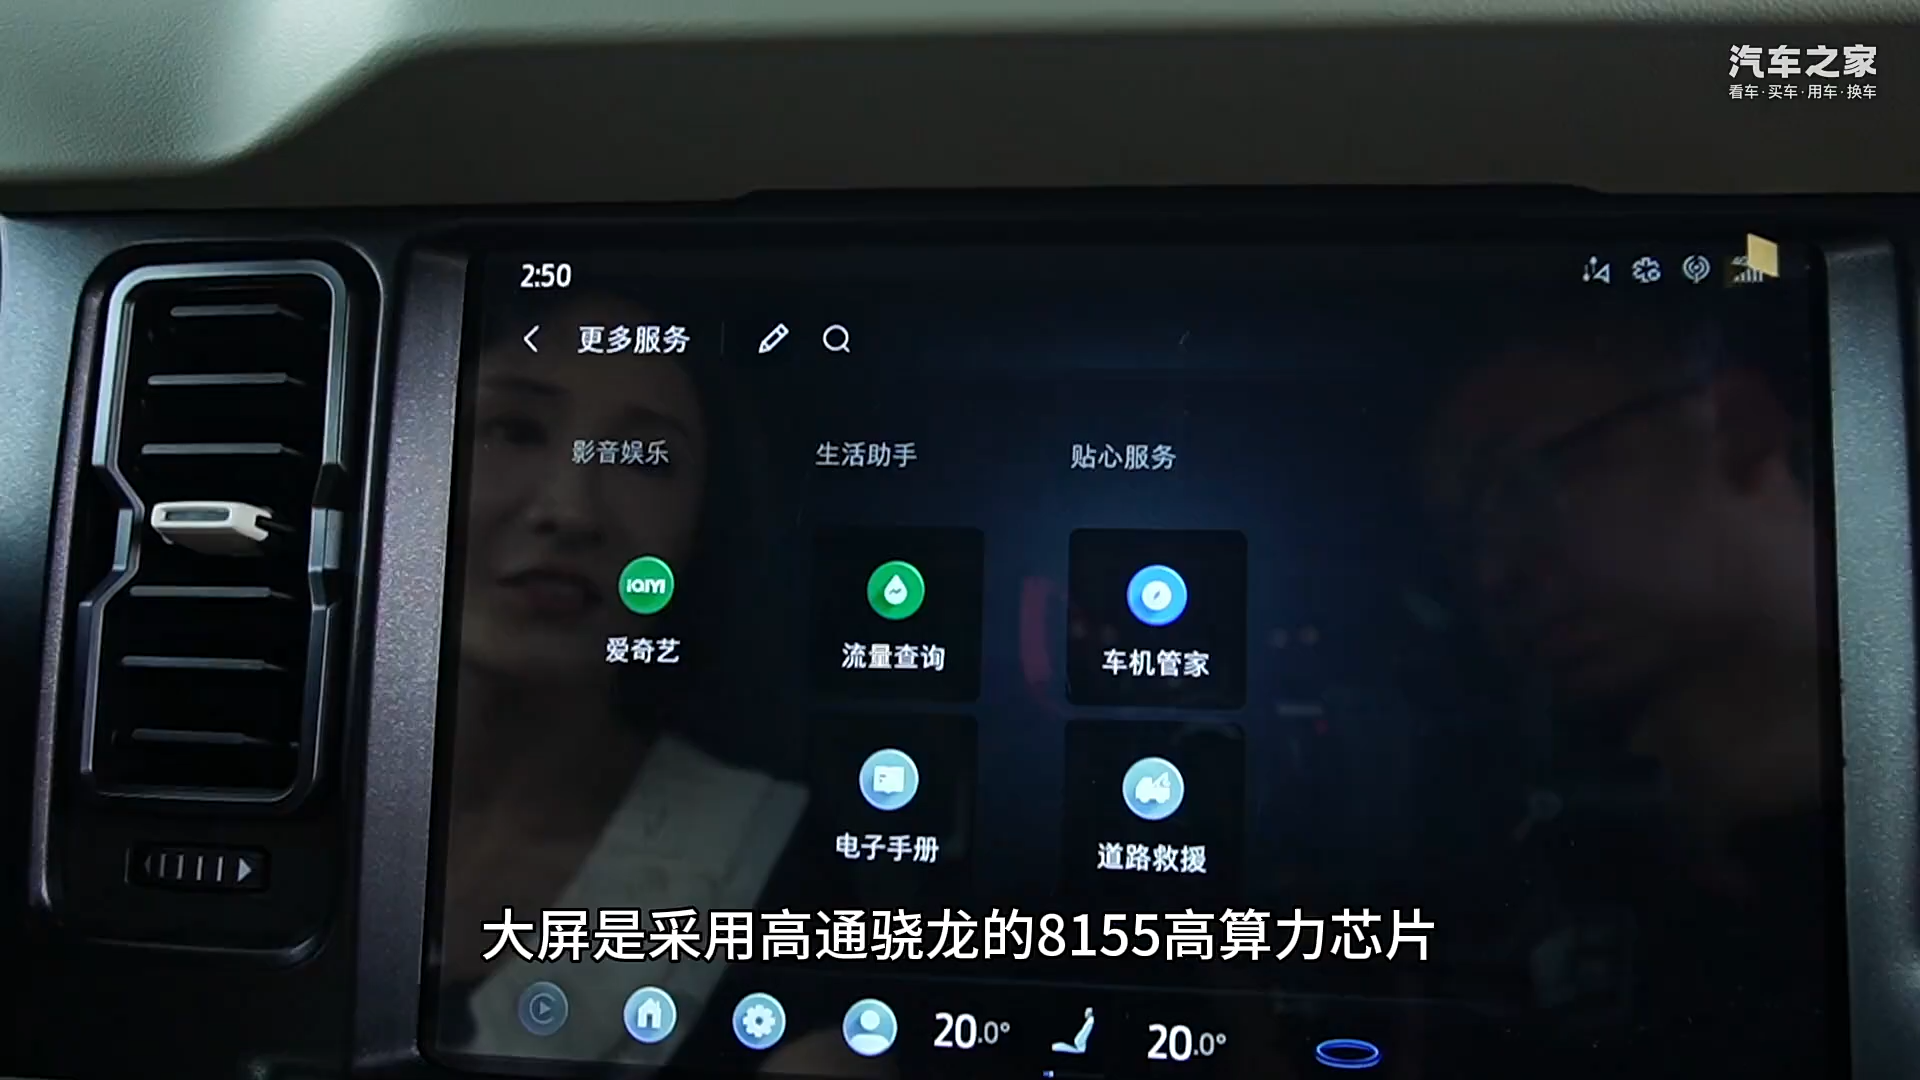 汽车之家
看车·买车·用车·换车
2:50
4G
更多服务
影音娱乐 生活助手 贴心服务
iQIYI
爱奇艺 流量查询 车机管家
电子手册 道路救援
大屏是采用高通骁龙的8155高算力芯片
20.0° 20.0°